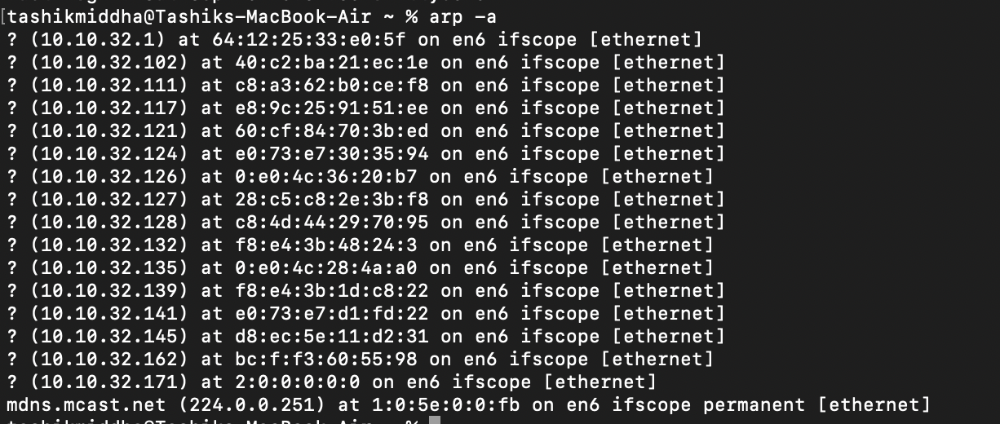 [tashikmiddha@Tashiks-MacBook-Air ~ % arp -a
? (10.10.32.1) at 64:12:25:33:e0:5f on en6 ifscope [ethernet]
? (10.10.32.102) at 40:c2:ba:21:ec:1e on en6 ifscope [ethernet]
? (10.10.32.111) at c8:a3:62:b0:ce:f8 on en6 ifscope [ethernet]
? (10.10.32.117) at e8:9c:25:91:51:ee on en6 ifscope [ethernet]
? (10.10.32.121) at 60:cf:84:70:3b:ed on en6 ifscope [ethernet]
? (10.10.32.124) at e0:73:e7:30:35:94 on en6 ifscope [ethernet]
? (10.10.32.126) at 0:e0:4c:36:20:b7 on en6 ifscope [ethernet]
? (10.10.32.127) at 28:c5:c8:2e:3b:f8 on en6 ifscope [ethernet]
? (10.10.32.128) at c8:4d:44:29:70:95 on en6 ifscope [ethernet]
? (10.10.32.132) at f8:e4:3b:48:24:3 on en6 ifscope [ethernet]
? (10.10.32.135) at 0:e0:4c:28:4a:a0 on en6 ifscope [ethernet]
? (10.10.32.139) at f8:e4:3b:1d:c8:22 on en6 ifscope [ethernet]
? (10.10.32.141) at e0:73:e7:d1:fd:22 on en6 ifscope [ethernet]
? (10.10.32.145) at d8:ec:5e:11:d2:31 on en6 ifscope [ethernet]
? (10.10.32.162) at bc:f:f3:60:55:98 on en6 ifscope [ethernet]
? (10.10.32.171) at 2:0:0:0:0:0 on en6 ifscope [ethernet]
mdns.mcast.net (224.0.0.251) at 1:0:5e:0:0:fb on en6 ifscope permanent [ethernet]
tashikmiddha@Tashiks-MacBook-Air ~ %